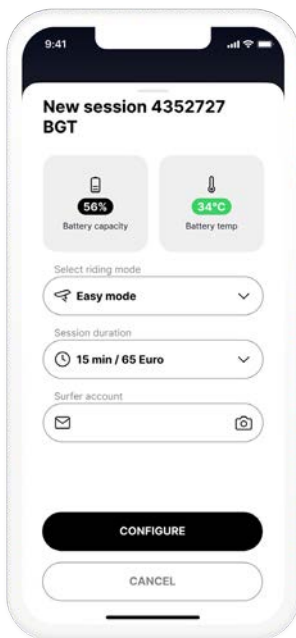 9:41
New session 4352727
BGT
56%
Battery capacity
34°C
Battery temp
Select riding mode
Easy mode
Session duration
15 min / 65 Euro
Surfer account
CONFIGURE
CANCEL